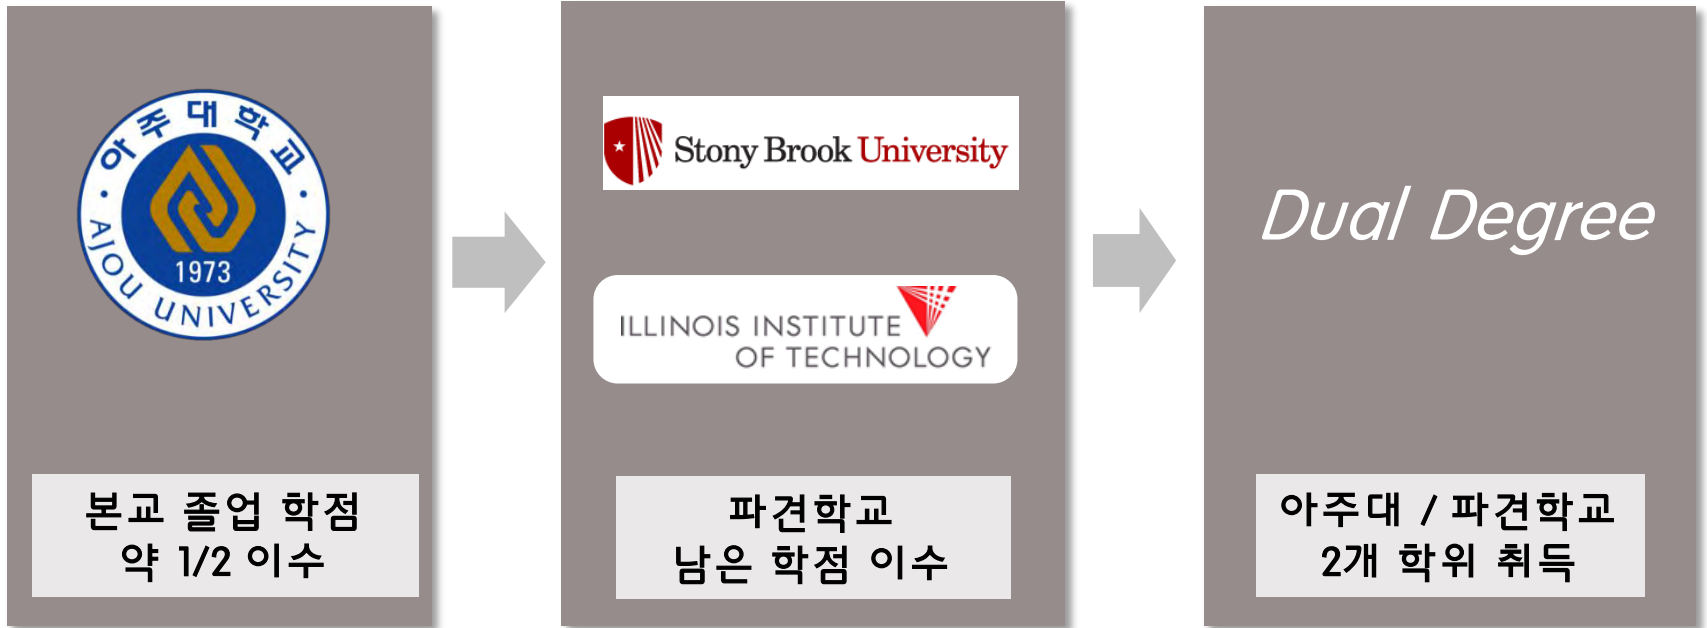 아주대학교
1973
AJOU UNIVERSITY
본교 졸업 학점
약 1/2 이수
Stony Brook University
ILLINOIS INSTITUTE
OF TECHNOLOGY
파견학교
남은 학점 이수
Dual Degree
아주대 / 파견학교
2개 학위 취득